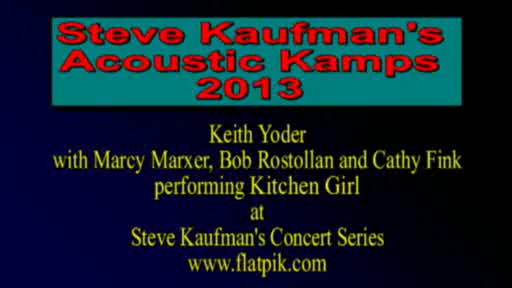 Steve Kaufman's
Acoustic Kamps
2013
Keith Yoder
with Marcy Marxer, Bob Rostollan and Cathy Fink
performing Kitchen Girl
at
Steve Kaufman's Concert Series
www.flatpik.com